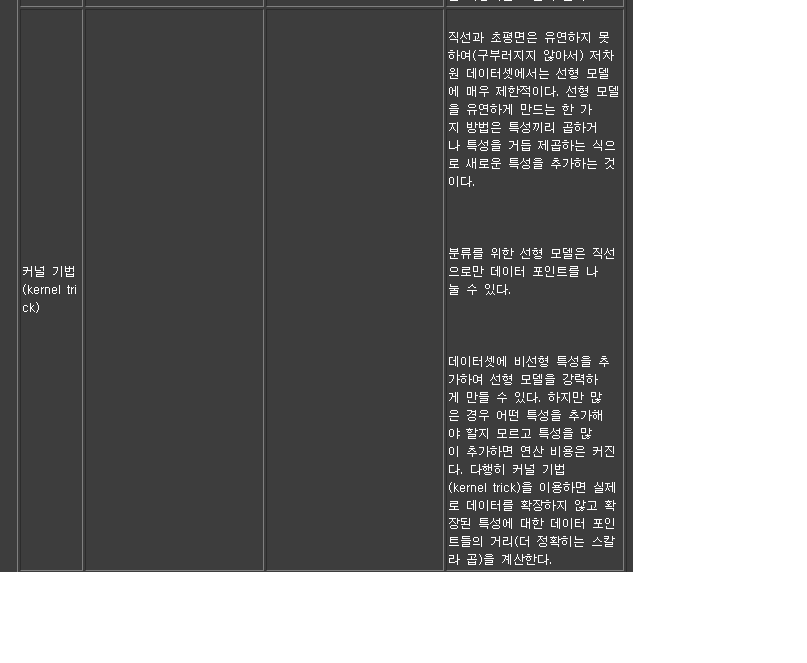 커널 기법
(kernel tri
ck)
직선과 초평면은 유연하지 못
하여(구부러지지 않아서) 저차
원 데이터셋에서는 선형 모델
에 매우 제한적이다. 선형 모델
을 유연하게 만드는 한 가
지 방법은 특성끼리 곱하거
나 특성을 거듭 제곱하는 식으
로 새로운 특성을 추가하는 것
이다.
분류를 위한 선형 모델은 직선
으로만 데이터 포인트를 나
눌 수 있다.
데이터셋에 비선형 특성을 추
가하여 선형 모델을 강력하
게 만들 수 있다. 하지만 많
은 경우 어떤 특성을 추가해
야 할지 모르고 특성을 많
이 추가하면 연산 비용은 커진
다. 다행히 커널 기법
(kernel trick)을 이용하면 실제
로 데이터를 확장하지 않고 확
장된 특성에 대한 데이터 포인
트들의 거리(더 정확히는 스칼
라 곱)을 계산한다.